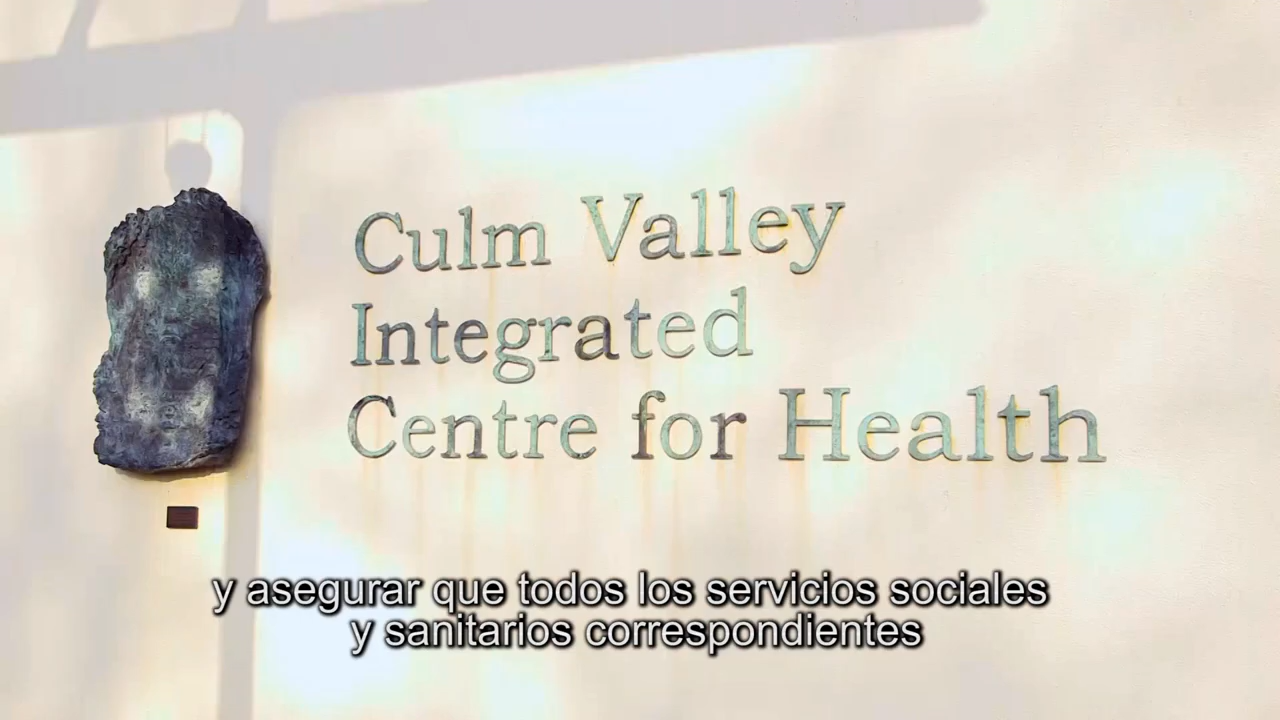 Culm Valley
Integrated
Centre for Health
y asegurar que todos los servicios sociales
y sanitarios correspondientes